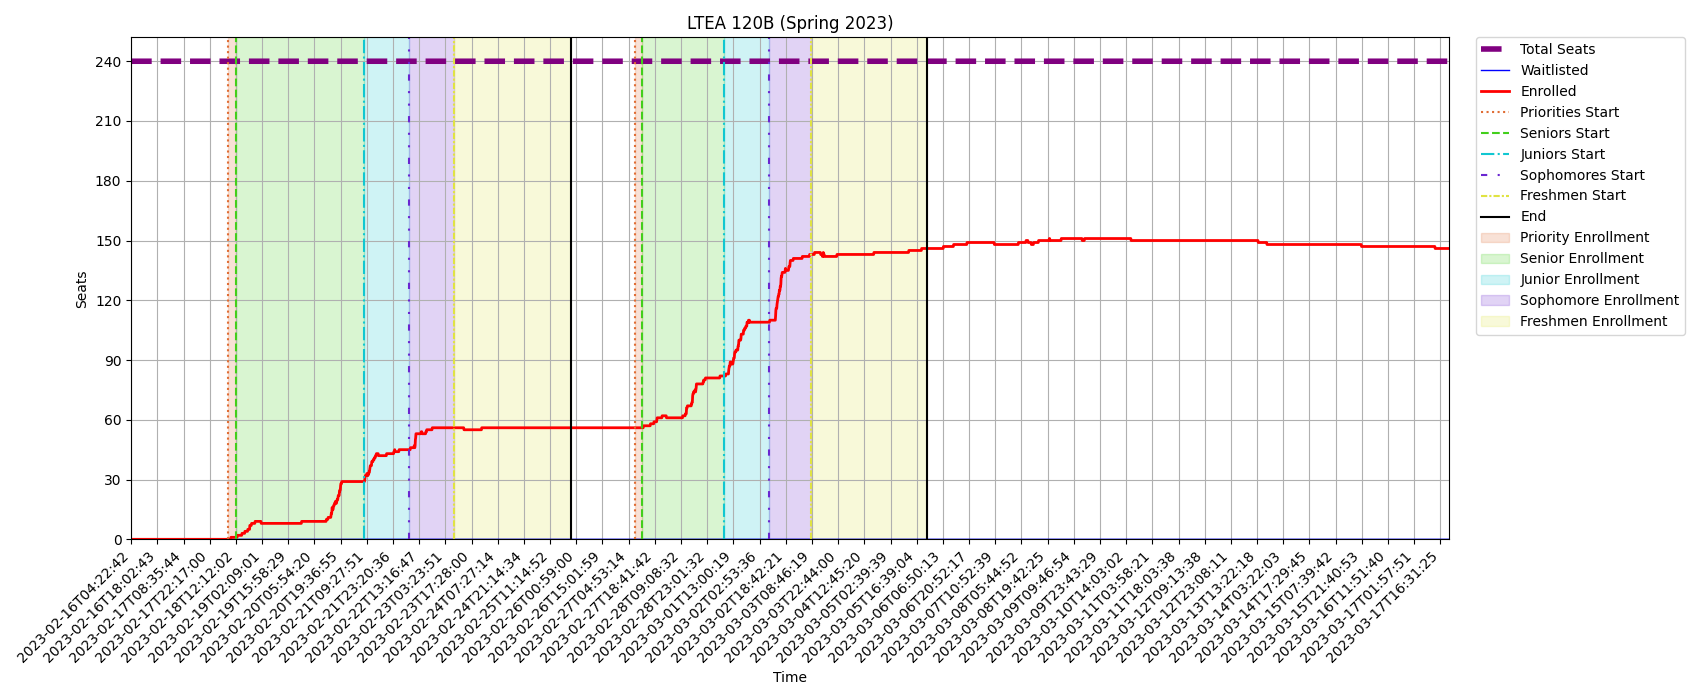 LTEA 120B (Spring 2023)
Seats
240
210
180
150
120
90
60
30
0
2023-02-16T04:22:42
2023-02-16T18:02:43
2023-02-17T08:35:44
2023-02-17T22:17:00
2023-02-18T12:12:02
2023-02-19T02:09:01
2023-02-19T15:58:29
2023-02-20T05:54:20
2023-02-20T19:36:55
2023-02-21T09:27:51
2023-02-21T23:20:36
2023-02-22T13:16:47
2023-02-23T03:23:51
2023-02-23T17:28:00
2023-02-24T07:27:14
2023-02-24T21:14:34
2023-02-25T11:14:52
2023-02-26T00:59:00
2023-02-26T15:01:59
2023-02-27T04:53:14
2023-02-27T18:41:42
2023-02-28T09:08:32
2023-02-28T23:01:32
2023-03-01T13:00:19
2023-03-02T02:53:36
2023-03-02T18:42:21
2023-03-03T08:46:19
2023-03-03T22:44:00
2023-03-04T12:45:20
2023-03-05T02:39:39
2023-03-05T16:39:04
2023-03-06T06:50:13
2023-03-06T20:52:17
2023-03-07T10:52:39
2023-03-08T05:44:52
2023-03-08T19:42:25
2023-03-09T09:46:54
2023-03-09T23:43:29
2023-03-10T14:03:02
2023-03-11T03:58:21
2023-03-11T18:03:38
2023-03-12T09:13:38
2023-03-12T23:08:11
2023-03-13T13:22:18
2023-03-14T03:22:03
2023-03-14T17:29:45
2023-03-15T07:39:42
2023-03-15T21:40:53
2023-03-16T11:51:40
2023-03-17T01:57:51
2023-03-17T16:31:25
Time
Total Seats
Waitlisted
Enrolled
Priorities Start
Seniors Start
Juniors Start
Sophomores Start
Freshmen Start
End
Priority Enrollment
Senior Enrollment
Junior Enrollment
Sophomore Enrollment
Freshmen Enrollment